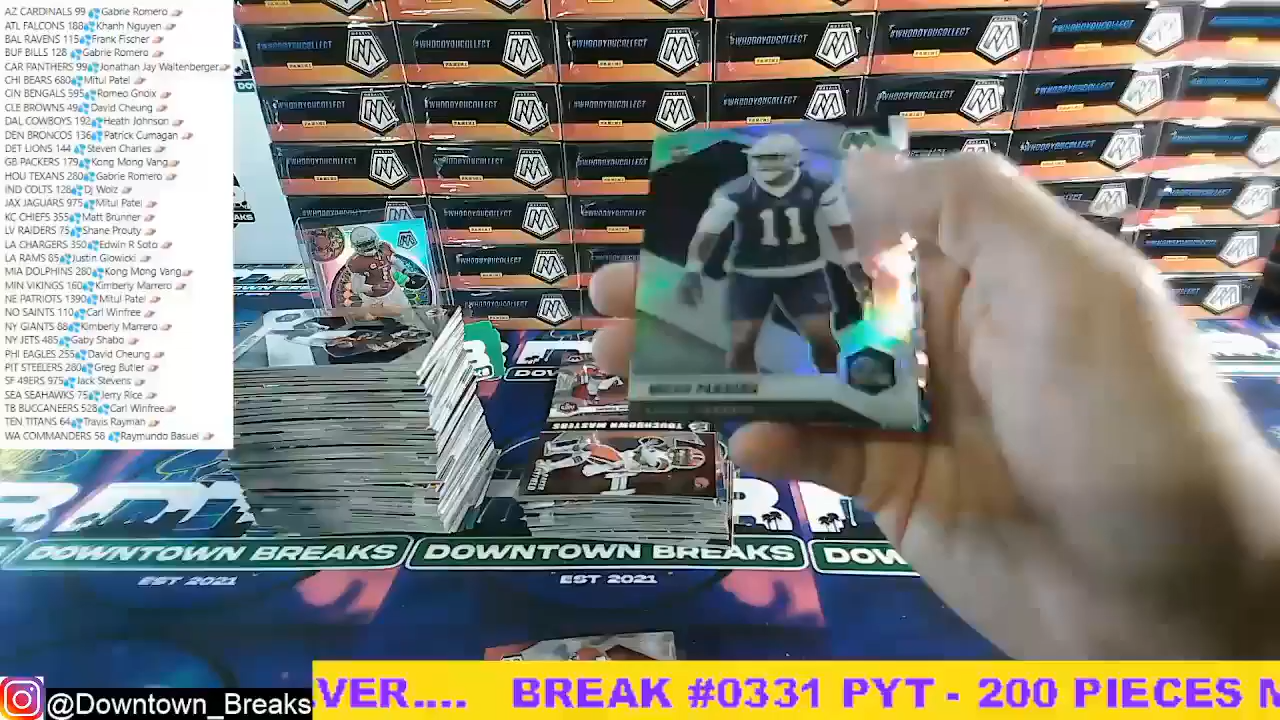 AZ CARDINALS 99💦Gabrie Romero
ATL FALCONS 188💦Khanh Nguyen
BAL RAVENS 115💦Frank Fischer
BUF BILLS 128 💦Gabrie Romero
CAR PANTHERS 99💦Jonathan Jay Waltenberger
CHI BEARS 680💦Mitul Patel
CIN BENGALS 595💦Romeo Gnoix
CLE BROWNS 49💦David Cheung
DAL COWBOYS 192💦Heath Johnson
DEN BRONCOS 136💦Patrick Cumagan
DET LIONS 144 💦Steven Charles
GB PACKERS 179💦Kong Mong Vang
HOU TEXANS 280💦Gabrie Romero
IND COLTS 128💦Dj Wolz
JAX JAGUARS 975💦Mitul Patel
KC CHIEFS 355💦Matt Brunner
LV RAIDERS 75💦Shane Prouty
LA CHARGERS 350💦Edwin R Soto
LA RAMS 65💦Justin Glowicki
MIA DOLPHINS 280💦Kong Mong Vang
MIN VIKINGS 160💦Kimberly Marrero
NE PATRIOTS 1390💦Mitul Patel
NO SAINTS 110💦Carl Winfree
NY GIANTS 88💦Kimberly Marrero
NY JETS 485💦Gaby Shabo
PHI EAGLES 255💦David Cheung
PIT STEELERS 280💦Greg Butler
SF 49ERS 975💦Jack Stevens
SEA SEAHAWKS 75💦Jerry Rice
TB BUCCANEERS 528💦Carl Winfree
TEN TITANS 64💦Travis Rayman
WA COMMANDERS 56 💦Raymundo Basuel
#WHODOYOUCOLLECT
PANINI
11
TOUCHDOWN MASTERS
DOWNTOWN BREAKS
EST 2021
DOWNTOWN BREAKS
EST 2021
DOW
@Downtown_Breaks
VER.... BREAK #0331 PYT - 200 PIECES